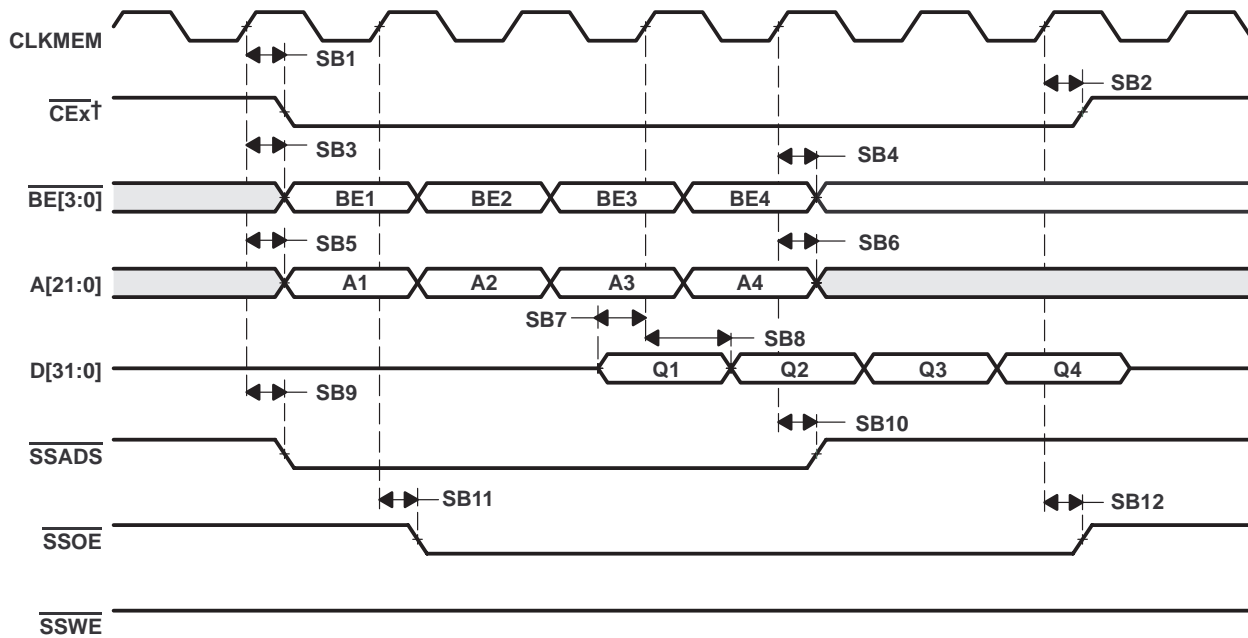 CLKMEM
SB1
SB2
CEx†
SB3
SB4
BE[3:0]
BE1 BE2 BE3 BE4
SB5
SB6
A[21:0]
A1 A2 A3 A4
SB7
SB8
D[31:0]
Q1 Q2 Q3 Q4
SB9
SB10
SSADS
SB11
SB12
SSOE
SSWE